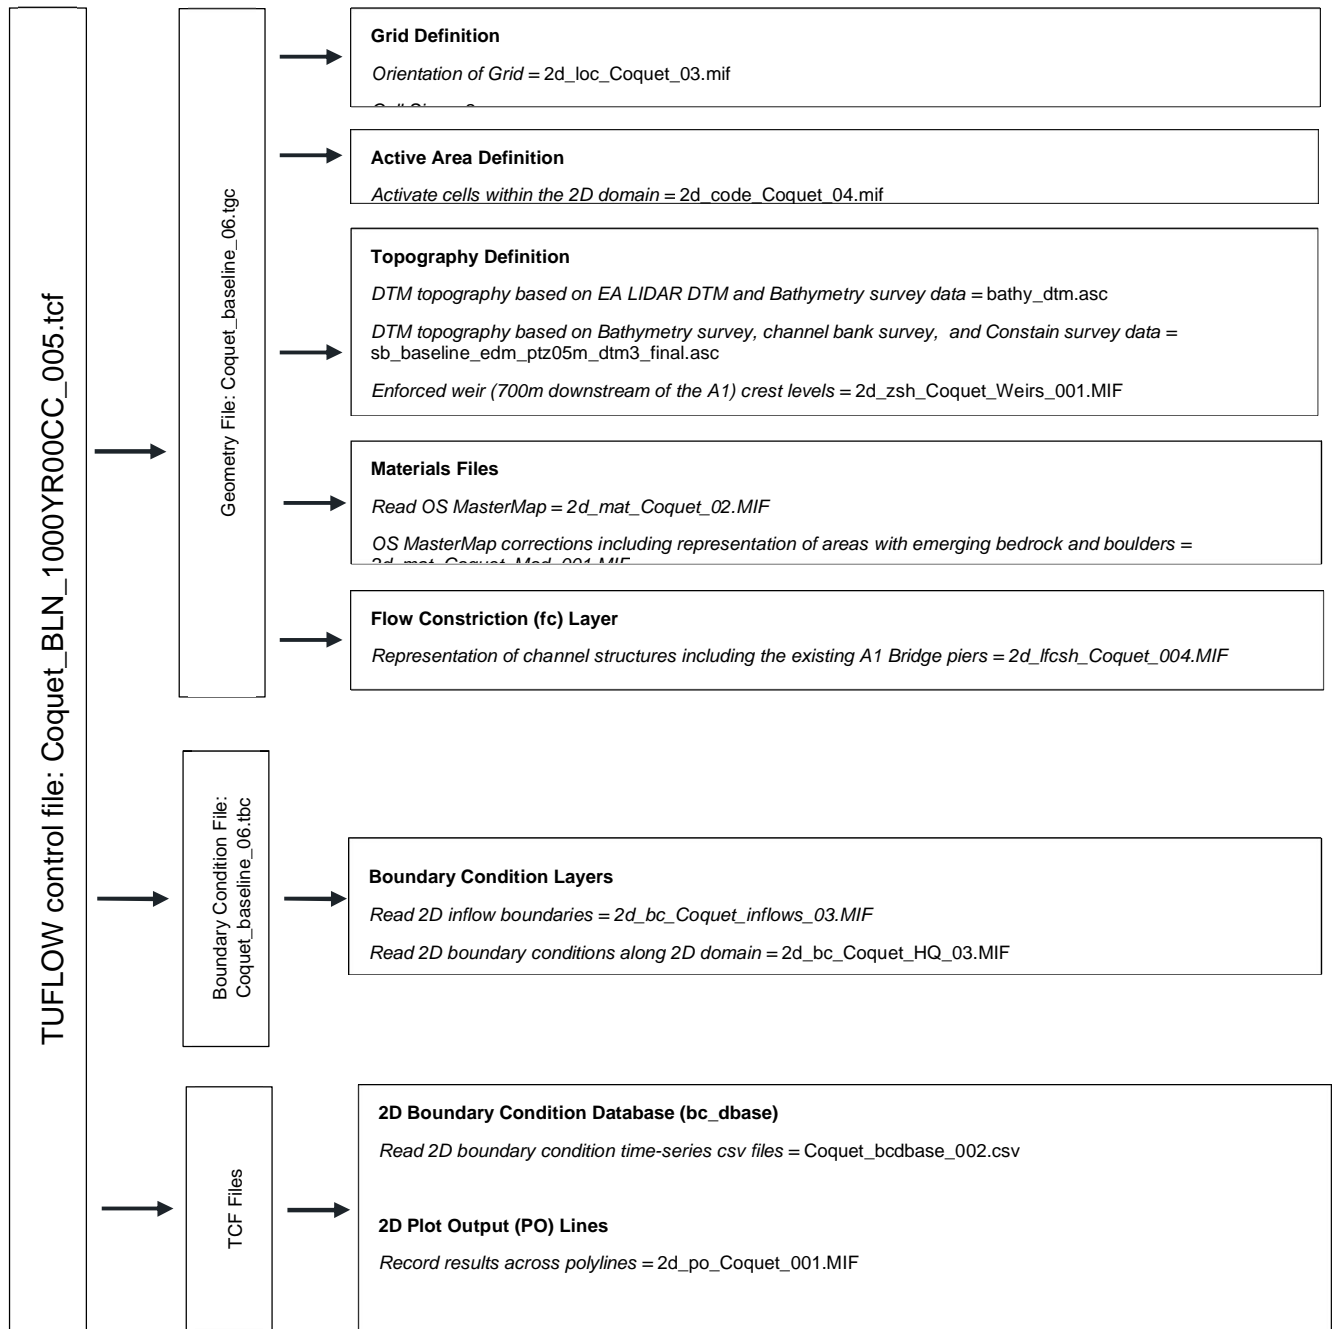 TUFLOW control file: Coquet_BLN_1000YR00CC_005.tcf
Geometry File: Coquet_baseline_06.tgc
Grid Definition
Orientation of Grid = 2d_loc_Coquet_03.mif
Active Area Definition
Activate cells within the 2D domain = 2d_code_Coquet_04.mif
Topography Definition
DTM topography based on EA LIDAR DTM and Bathymetry survey data = bathy_dtm.asc
DTM topography based on Bathymetry survey, channel bank survey, and Constain survey data =
sb_baseline_edm_ptz05m_dtm3_final.asc
Enforced weir (700m downstream of the A1) crest levels = 2d_zsh_Coquet_Weirs_001.MIF
Materials Files
Read OS MasterMap = 2d_mat_Coquet_02.MIF
OS MasterMap corrections including representation of areas with emerging bedrock and boulders =
Flow Constriction (fc) Layer
Representation of channel structures including the existing A1 Bridge piers = 2d_lfcsh_Coquet_004.MIF
Boundary Condition File:
Coquet_baseline_06.tbc
Boundary Condition Layers
Read 2D inflow boundaries = 2d_bc_Coquet_inflows_03.MIF
Read 2D boundary conditions along 2D domain = 2d_bc_Coquet_HQ_03.MIF
TCF Files
2D Boundary Condition Database (bc_dbase)
Read 2D boundary condition time-series csv files = Coquet_bcdbase_002.csv
2D Plot Output (PO) Lines
Record results across polylines = 2d_po_Coquet_001.MIF